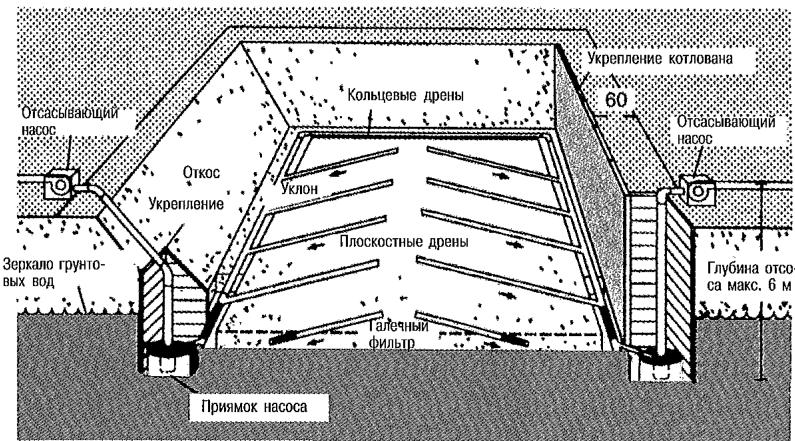 Укрепление котлована
60
Кольцевые дрены
Отсасывающий
насос
Отсасывающий
насос
Откос
Укрепление
Уклон
Плоскостные дрены
Зеркало грунто-
вых вод
Глубина отсо-
са макс. 6 м
Галечный
фильтр
Приямок насоса